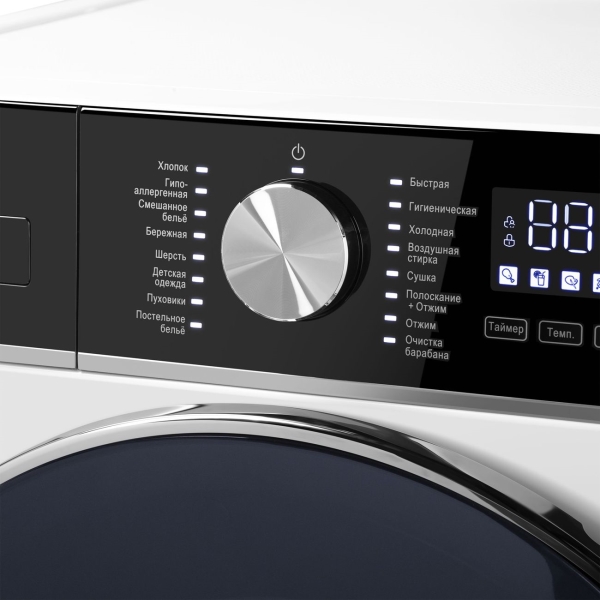 Хлопок
Гипо-
аллергенная
Смешанное
бельё
Бережная
Шерсть
Детская
одежда
Пуховики
Постельное
бельё
Быстрая
Гигиеническая
Холодная
Воздушная
стирка
Сушка
Полоскание
+ Отжим
Отжим
Очистка
барабана
88
Таймер
Темп.